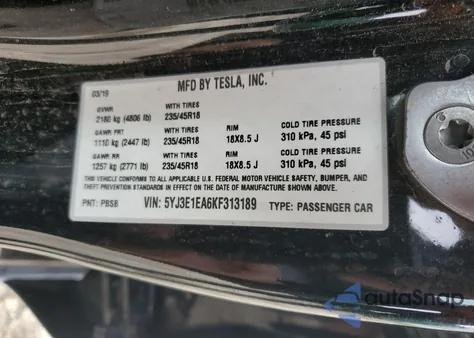 MFD BY TESLA, INC.
03/19
GVWR WITH TIRES
2180 kg (4806 lb) 235/45R18
GAWR FRT WITH TIRES RIM COLD TIRE PRESSURE
1110 kg (2447 lb) 235/45R18 18X8.5 J 310 kPa, 45 psi
GAWR RR WITH TIRES RIM COLD TIRE PRESSURE
1257 kg (2771 lb) 235/45R18 18X8.5 J 310 kPa, 45 psi
THIS VEHICLE CONFORMS TO ALL APPLICABLE U.S. FEDERAL MOTOR VEHICLE SAFETY, BUMPER, AND
THEFT PREVENTION STANDARDS IN EFFECT ON THE DATE OF MANUFACTURE SHOWN ABOVE.
PNT: PBSB VIN: 5YJ3E1EA6KF313189 TYPE: PASSENGER CAR
autoSnap